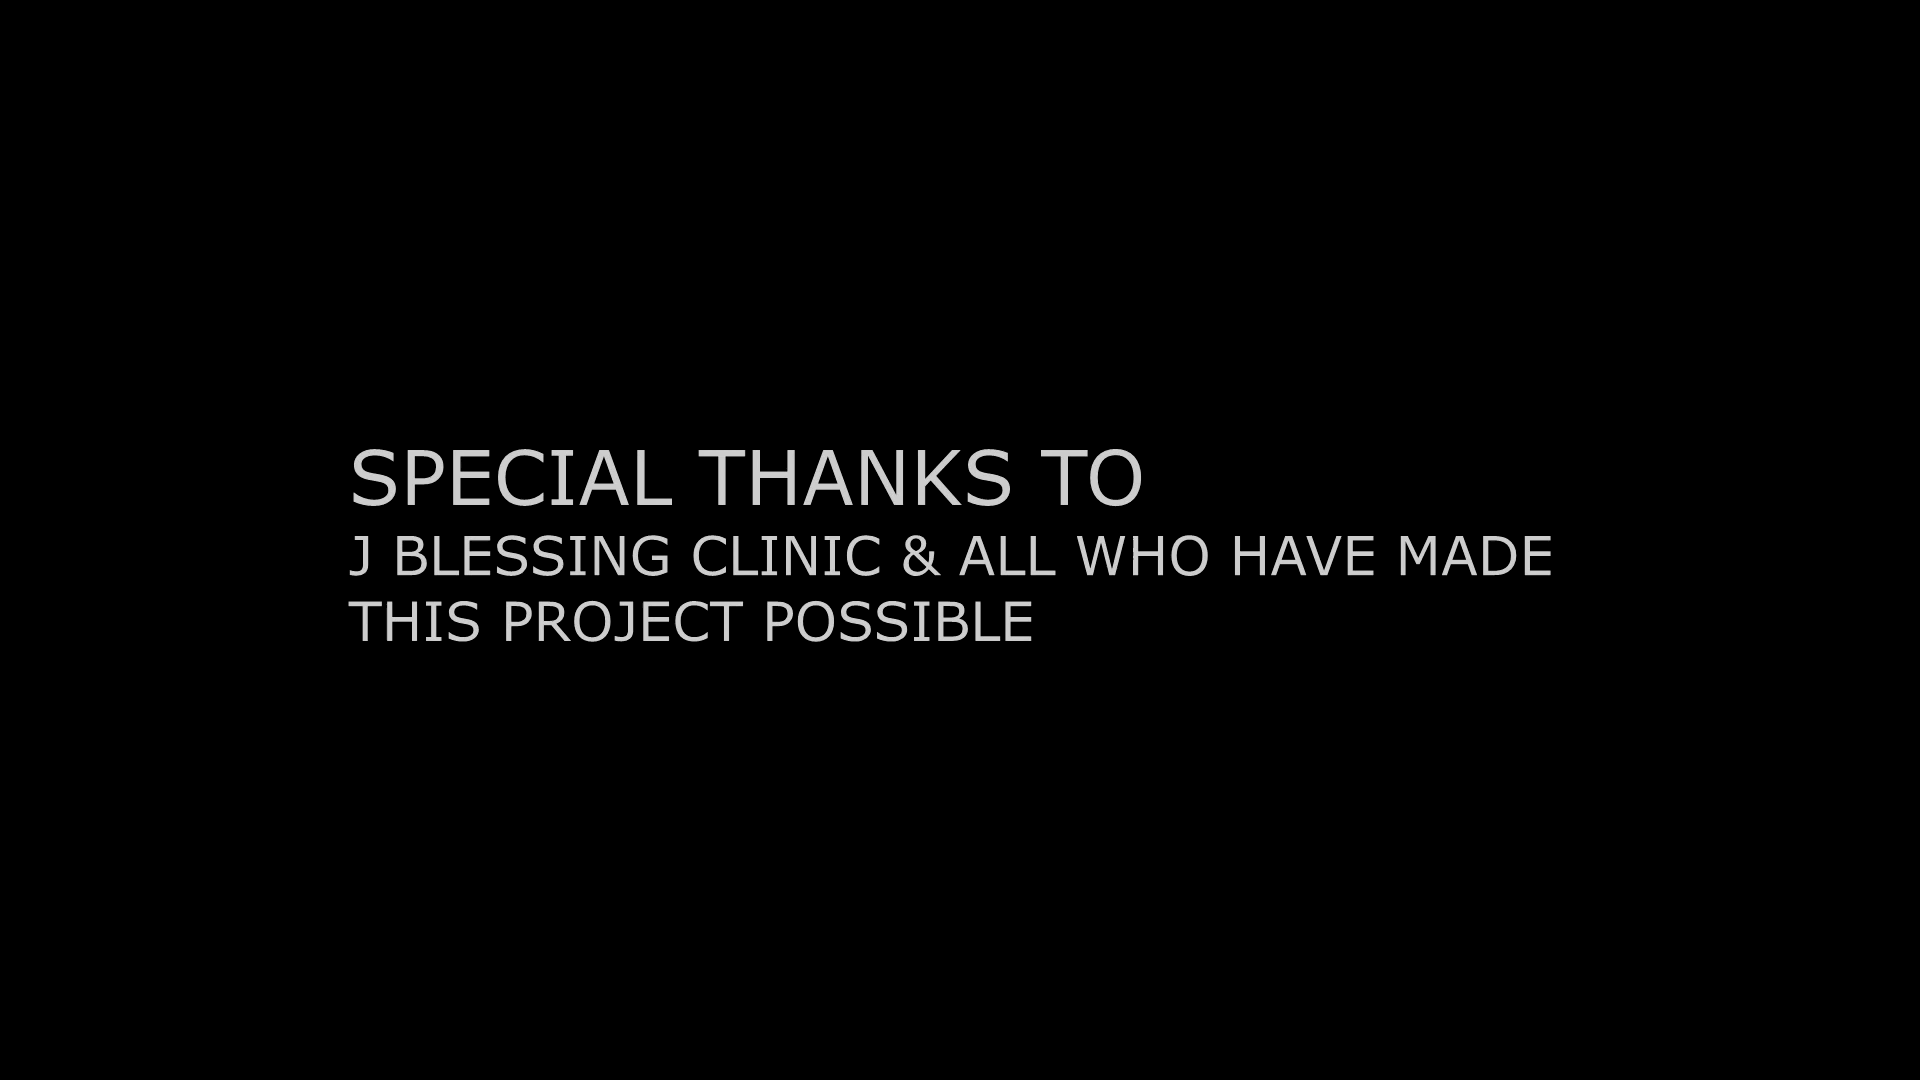 SPECIAL THANKS TO
J BLESSING CLINIC & ALL WHO HAVE MADE
THIS PROJECT POSSIBLE